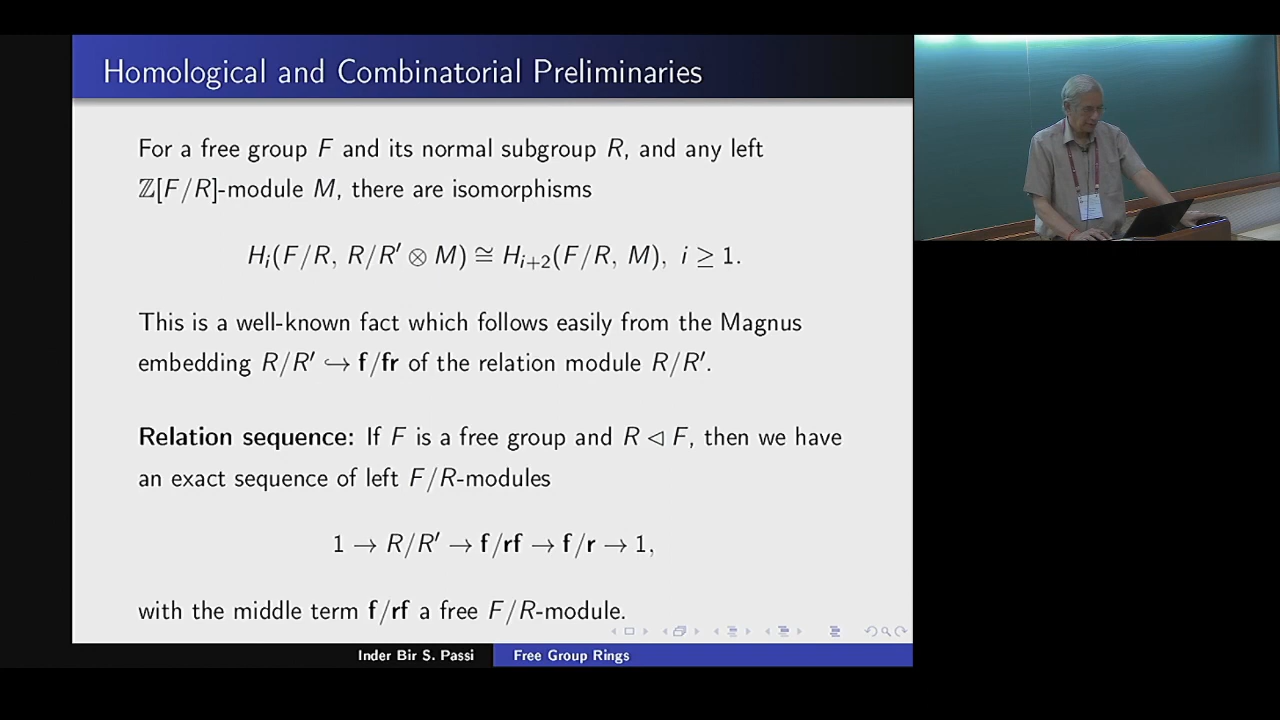 Homological and Combinatorial Preliminaries
For a free group F and its normal subgroup R, and any left
ℤ[F/R]-module M, there are isomorphisms
H_i(F/R, R/R′ ⊗ M) ≅ H_{i+2}(F/R, M), i ≥ 1.
This is a well-known fact which follows easily from the Magnus
embedding R/R′ ↪ f/fr of the relation module R/R′.
Relation sequence: If F is a free group and R ◁ F, then we have
an exact sequence of left F/R-modules
1 → R/R′ → f/rf → f/r → 1,
with the middle term f/rf a free F/R-module.
Inder Bir S. Passi
Free Group Rings